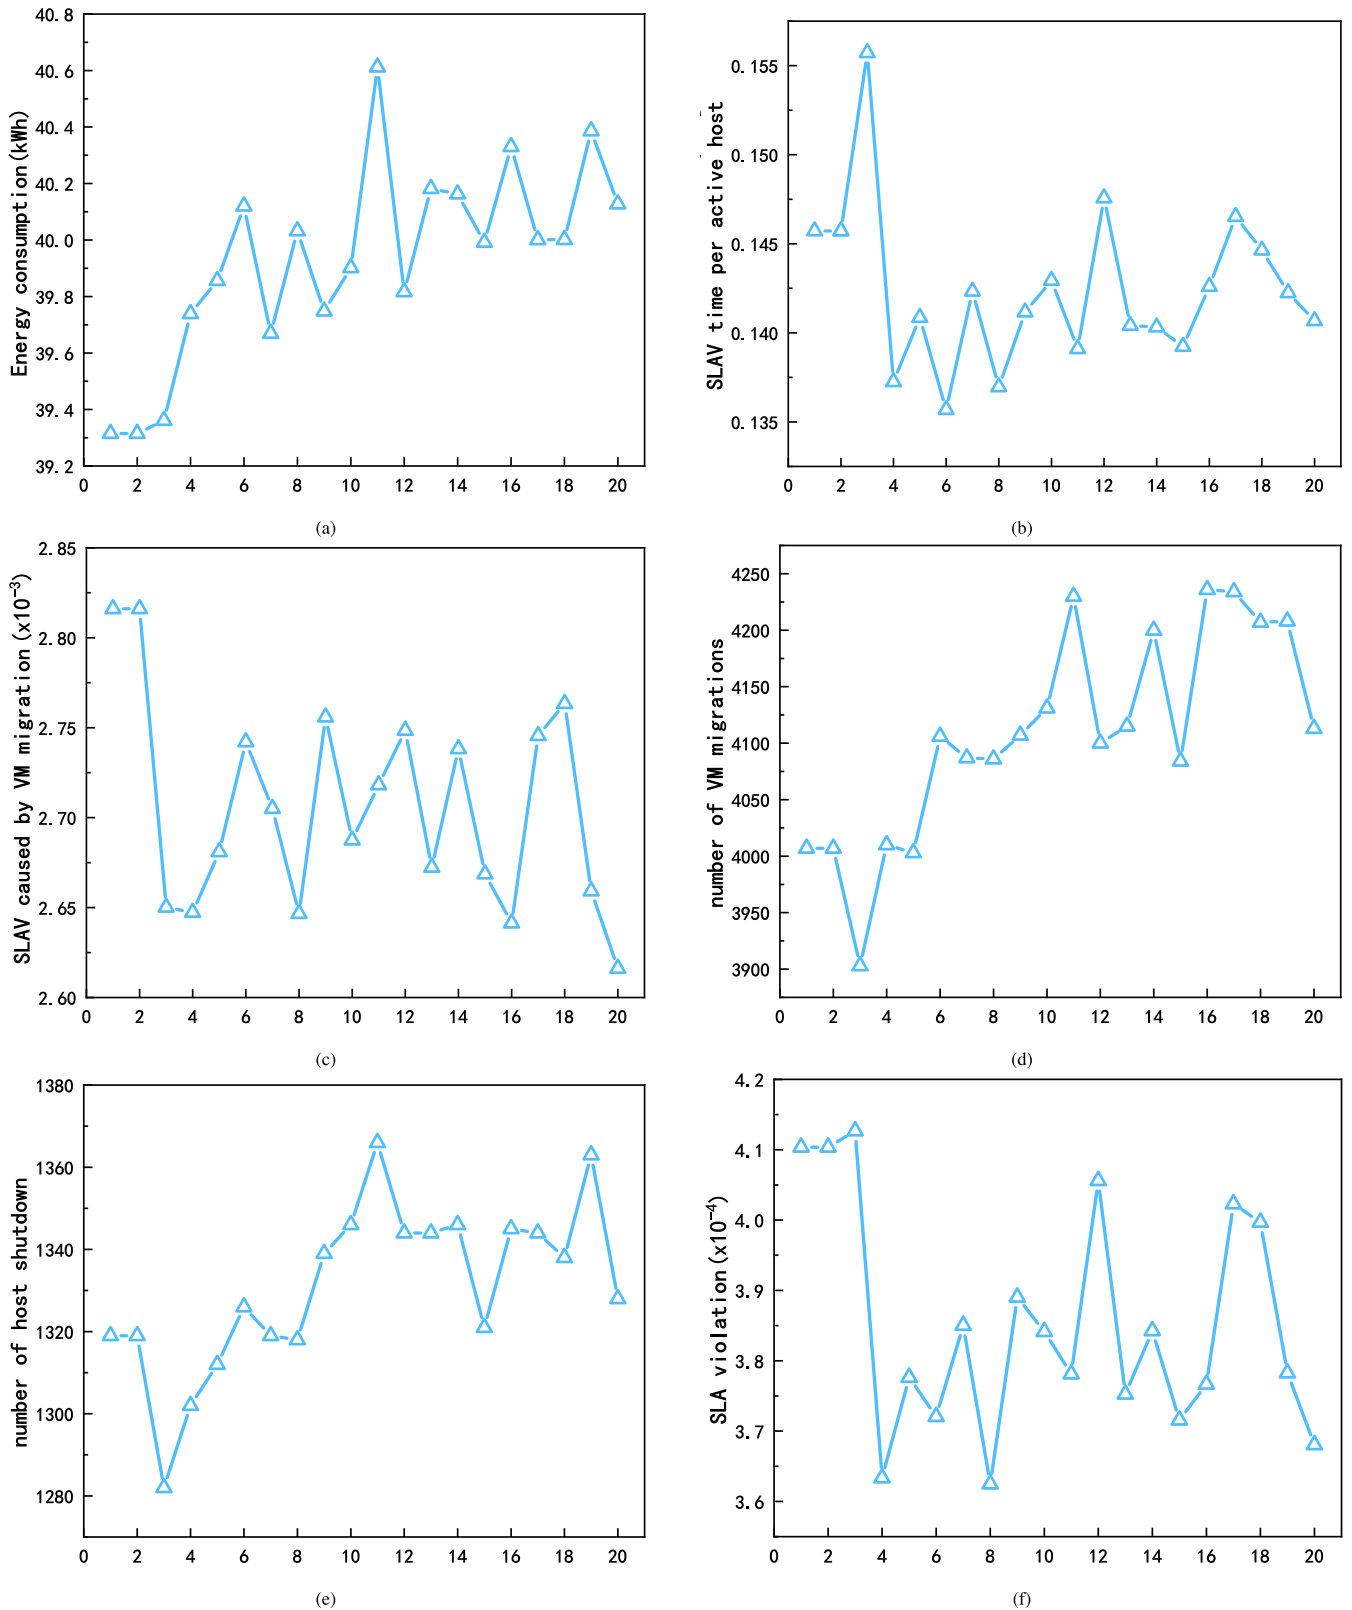 40.8
40.6
40.4
40.2
40.0
39.8
39.6
39.4
39.2
Energy consumption(kWh)
0 2 4 6 8 10 12 14 16 18 20
(a)
0.155
0.150
0.145
0.140
0.135
SLAV time per active host
0 2 4 6 8 10 12 14 16 18 20
(b)
2.85
2.80
2.75
2.70
2.65
2.60
SLAV caused by VM migration(x10⁻³)
0 2 4 6 8 10 12 14 16 18 20
(c)
4250
4200
4150
4100
4050
4000
3950
3900
number of VM migrations
0 2 4 6 8 10 12 14 16 18 20
(d)
1380
1360
1340
1320
1300
1280
number of host shutdown
0 2 4 6 8 10 12 14 16 18 20
(e)
4.2
4.1
4.0
3.9
3.8
3.7
3.6
SLA violation(x10⁻⁴)
0 2 4 6 8 10 12 14 16 18 20
(f)